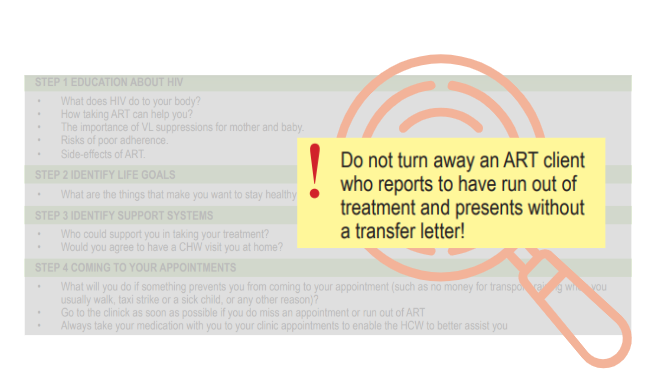 STEP 1 EDUCATION ABOUT HIV
• What does HIV do to your body?
• How taking ART can help you?
• The importance of VL suppressions for mother and baby.
• Risks of poor adherence.
• Side-effects of ART.
STEP 2 IDENTIFY LIFE GOALS
• What are the things that make you want to stay healthy
STEP 3 IDENTIFY SUPPORT SYSTEMS
• Who could support you in taking your treatment?
• Would you agree to have a CHW visit you at home?
! Do not turn away an ART client
who reports to have run out of
treatment and presents without
a transfer letter!
STEP 4 COMING TO YOUR APPOINTMENTS
• What will you do if something prevents you from coming to your appointment (such as no money for transport, raining when you
usually walk, taxi strike or a sick child, or any other reason)?
• Go to the clinick as soon as possible if you do miss an appointment or run out of ART
• Always take your medication with you to your clinic appointments to enable the HCW to better assist you